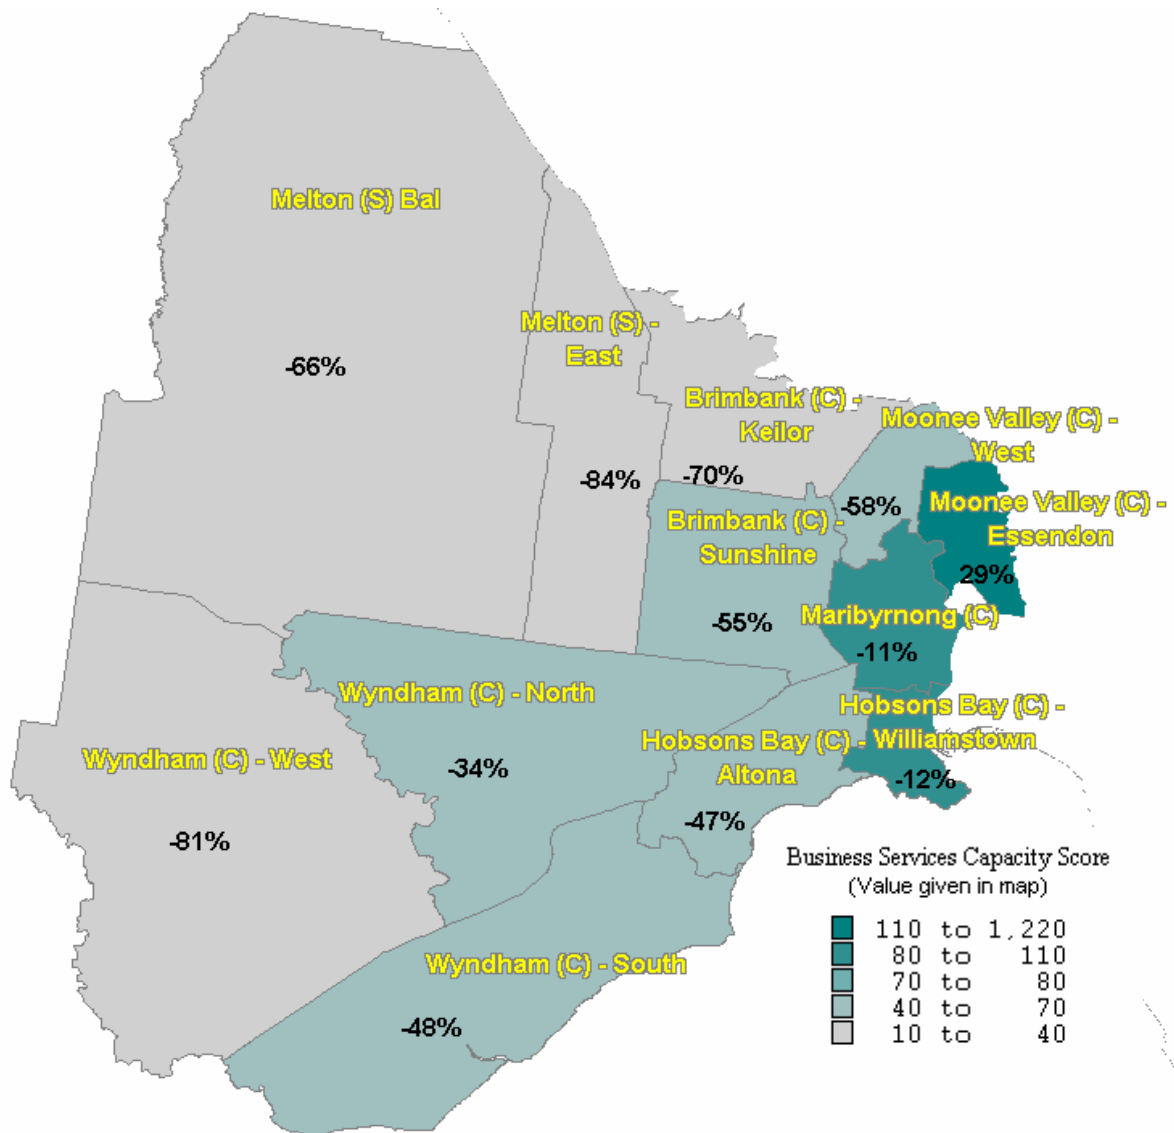 Melton (S) Bal
-66%
Melton (S) -
East
-84%
Brimbank (C) -
Keilor
-70%
Moonee Valley (C) -
West
-58%
Moonee Valley (C) -
Essendon
29%
Brimbank (C) -
Sunshine
-55%
Maribyrnong (C)
-11%
Wyndham (C) - North
-34%
Hobsons Bay (C) -
Williamstown
-12%
Hobsons Bay (C) -
Altona
-47%
Wyndham (C) - West
-81%
Wyndham (C) - South
-48%
Business Services Capacity Score
(Value given in map)
110 to 1,220
80 to 110
70 to 80
40 to 70
10 to 40